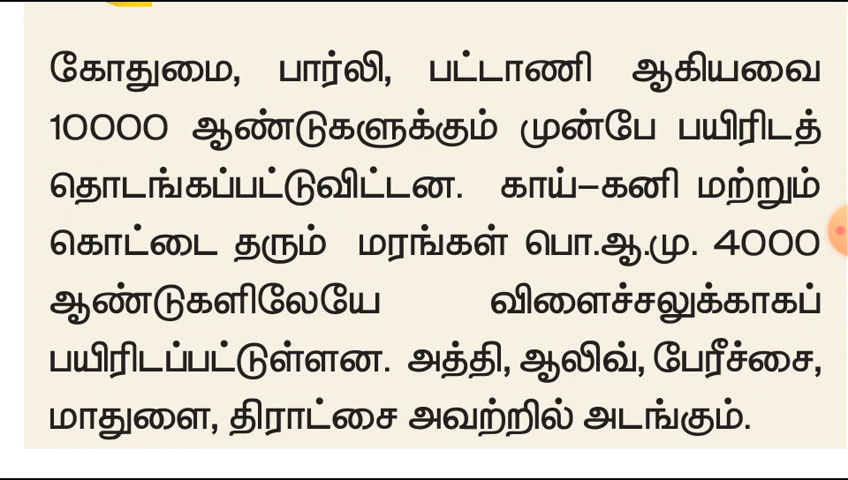 கோதுமை, பார்லி, பட்டாணி ஆகியவை
10000 ஆண்டுகளுக்கும் முன்பே பயிரிடத்
தொடங்கப்பட்டுவிட்டன. காய்–கனி மற்றும்
கொட்டை தரும் மரங்கள் பொ.ஆ.மு. 4000
ஆண்டுகளிலேயே விளைச்சலுக்காகப்
பயிரிடப்பட்டுள்ளன. அத்தி, ஆலிவ், பேரீச்சை,
மாதுளை, திராட்சை அவற்றில் அடங்கும்.